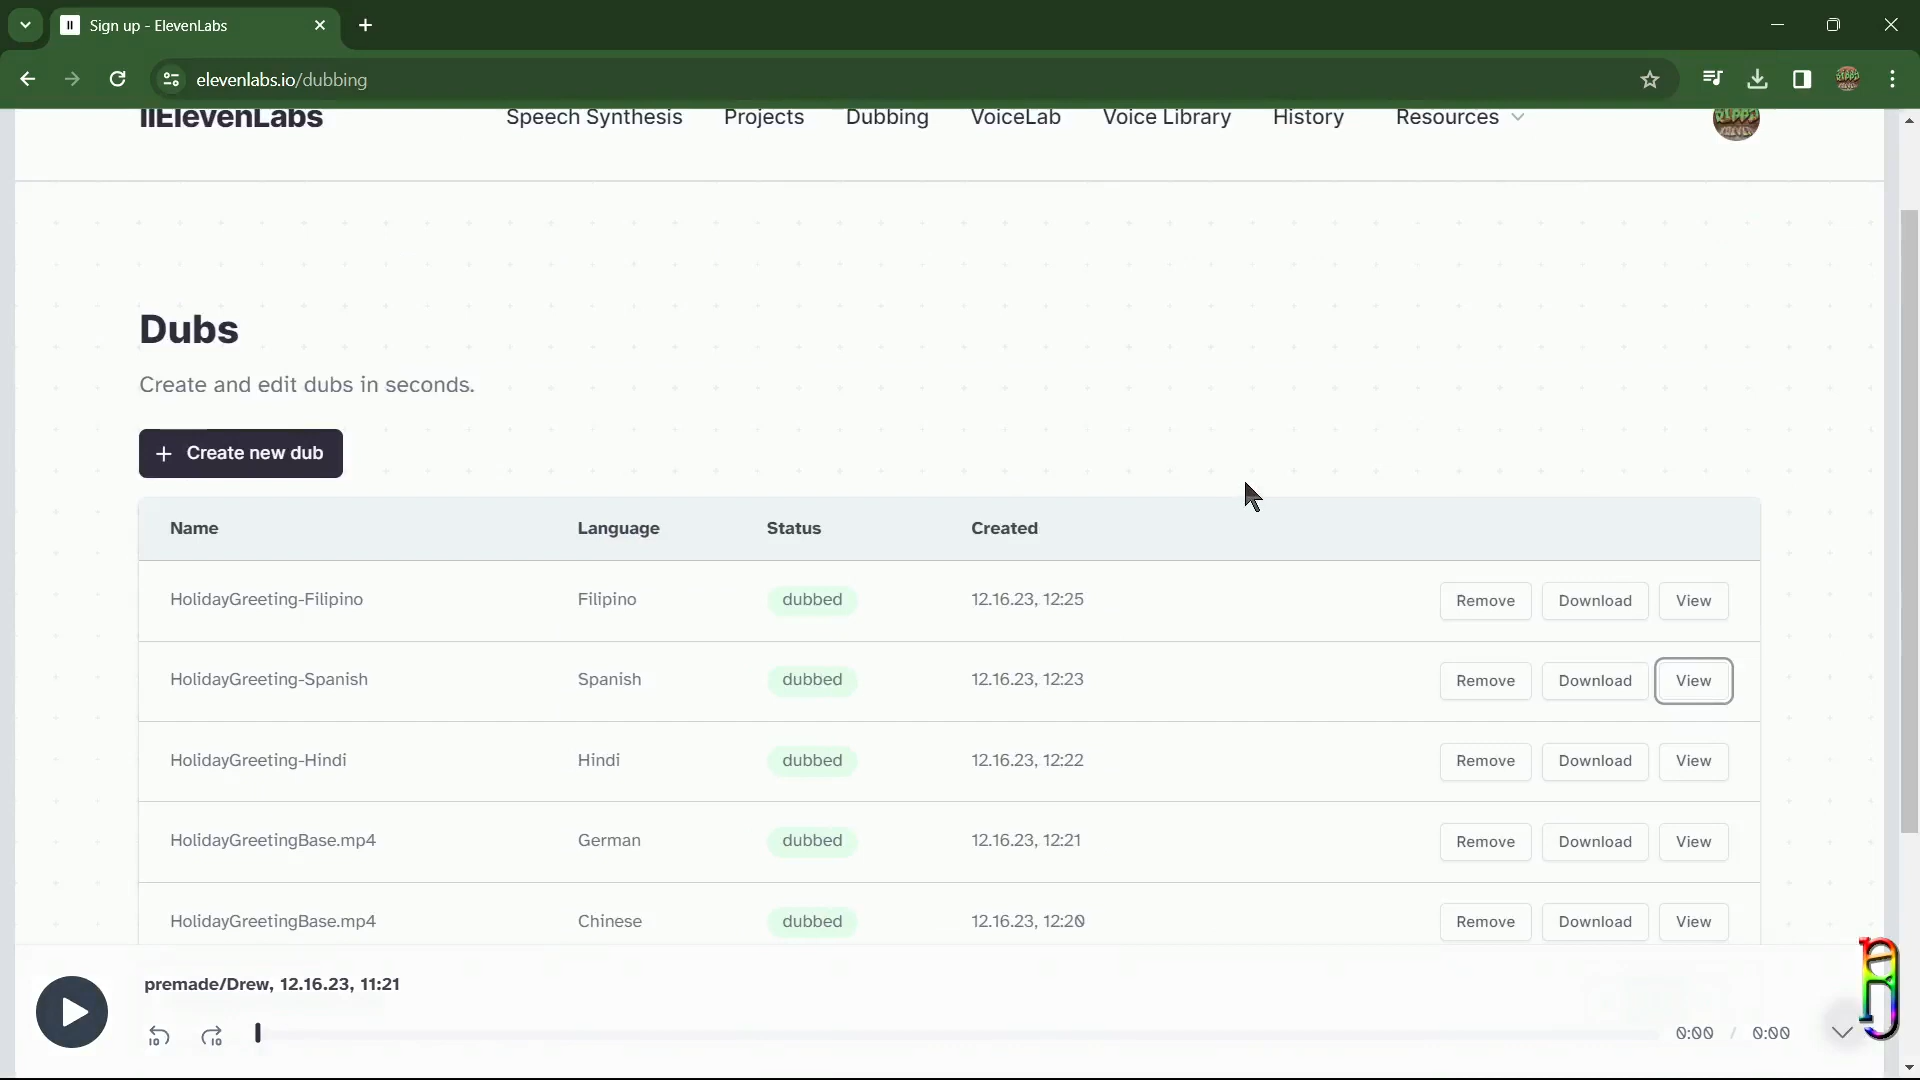 Sign up - ElevenLabs
elevenlabs.io/dubbing
IIElevenLabs
Speech Synthesis Projects Dubbing VoiceLab Voice Library History Resources
Dubs
Create and edit dubs in seconds.
+ Create new dub
Name Language Status Created
HolidayGreeting-Filipino Filipino dubbed 12.16.23, 12:25 Remove Download View
HolidayGreeting-Spanish Spanish dubbed 12.16.23, 12:23 Remove Download View
HolidayGreeting-Hindi Hindi dubbed 12.16.23, 12:22 Remove Download View
HolidayGreetingBase.mp4 German dubbed 12.16.23, 12:21 Remove Download View
HolidayGreetingBase.mp4 Chinese dubbed 12.16.23, 12:20 Remove Download View
premade/Drew, 12.16.23, 11:21
10 10 0:00 / 0:00